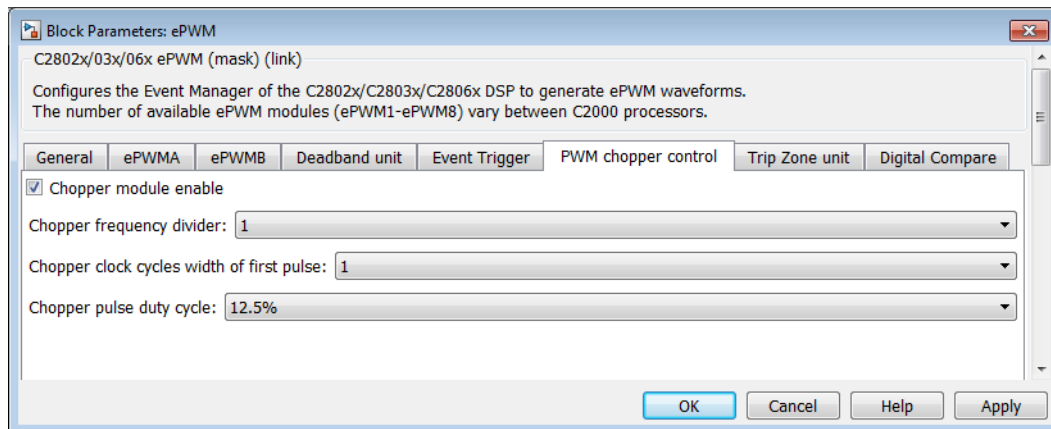 Block Parameters: ePWM
C2802x/03x/06x ePWM (mask) (link)
Configures the Event Manager of the C2802x/C2803x/C2806x DSP to generate ePWM waveforms.
The number of available ePWM modules (ePWM1-ePWM8) vary between C2000 processors.
General ePWMA ePWMB Deadband unit Event Trigger PWM chopper control Trip Zone unit Digital Compare
Chopper module enable
Chopper frequency divider: 1
Chopper clock cycles width of first pulse: 1
Chopper pulse duty cycle: 12.5%
OK Cancel Help Apply